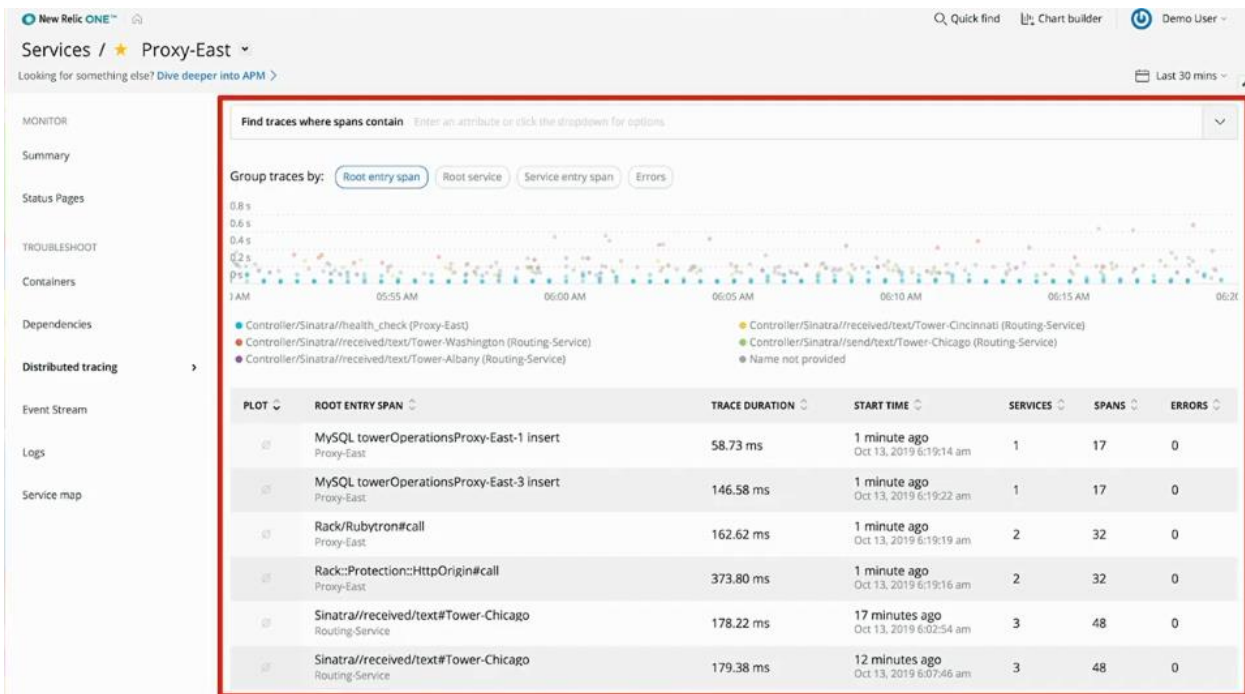 New Relic ONE™
Quick find
Chart builder
Demo User
Services / Proxy-East
Looking for something else? Dive deeper into APM >
Last 30 mins
MONITOR
Summary
Status Pages
TROUBLESHOOT
Containers
Dependencies
Distributed tracing >
Event Stream
Logs
Service map
Find traces where spans contain Enter an attribute or click the dropdown for options
Group traces by: Root entry span Root service Service entry span Errors
0.8 s
0.6 s
0.4 s
0.2 s
0 s
AM 05:55 AM 06:00 AM 06:05 AM 06:10 AM 06:15 AM 06:20
Controller/Sinatra//health_check (Proxy-East)
Controller/Sinatra//received/text/Tower-Cincinnati (Routing-Service)
Controller/Sinatra//received/text/Tower-Washington (Routing-Service)
Controller/Sinatra//send/text/Tower-Chicago (Routing-Service)
Controller/Sinatra//received/text/Tower-Albany (Routing-Service)
Name not provided
PLOT ROOT ENTRY SPAN TRACE DURATION START TIME SERVICES SPANS ERRORS
MySQL towerOperationsProxy-East-1 insert 58.73 ms 1 minute ago 1 17 0
Proxy-East Oct 13, 2019 6:19:14 am
MySQL towerOperationsProxy-East-3 insert 146.58 ms 1 minute ago 1 17 0
Proxy-East Oct 13, 2019 6:19:22 am
Rack/Rubytron#call 162.62 ms 1 minute ago 2 32 0
Proxy-East Oct 13, 2019 6:19:19 am
Rack::Protection::HttpOrigin#call 373.80 ms 1 minute ago 2 32 0
Proxy-East Oct 13, 2019 6:19:16 am
Sinatra//received/text#Tower-Chicago 178.22 ms 17 minutes ago 3 48 0
Routing-Service Oct 13, 2019 6:02:54 am
Sinatra//received/text#Tower-Chicago 179.38 ms 12 minutes ago 3 48 0
Routing-Service Oct 13, 2019 6:07:46 am